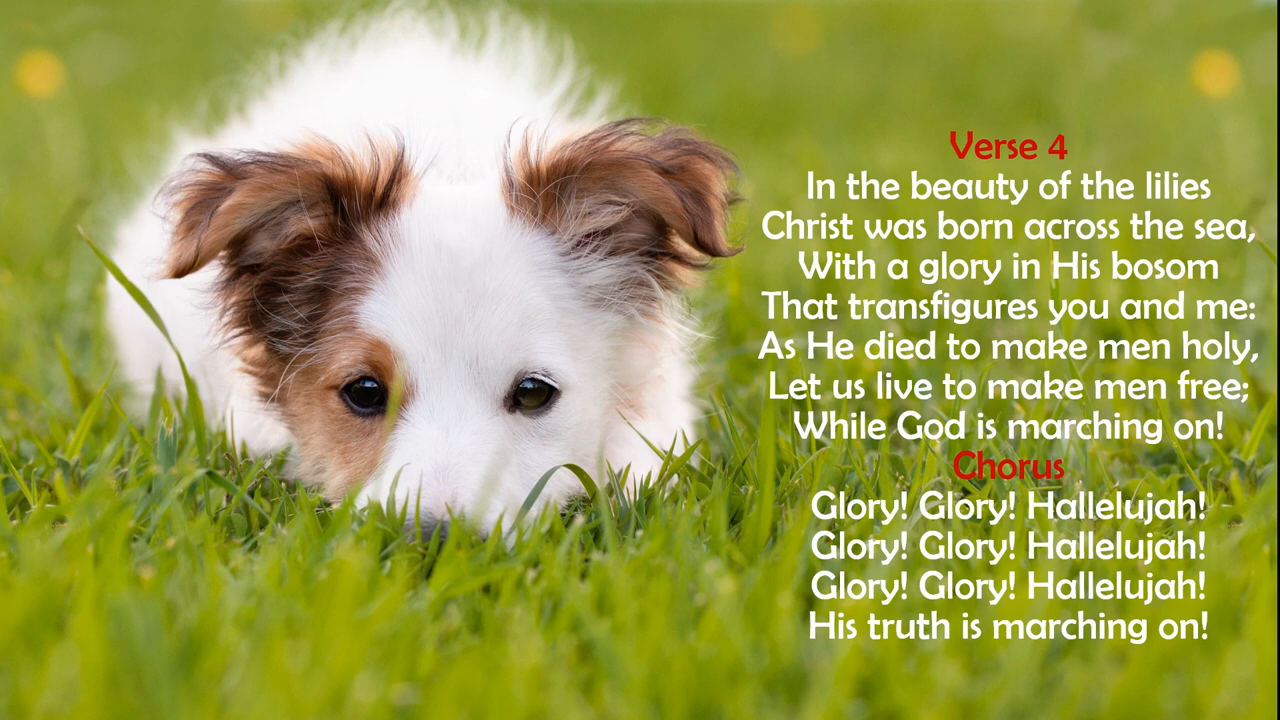 Verse 4
In the beauty of the lilies
Christ was born across the sea,
With a glory in His bosom
That transfigures you and me:
As He died to make men holy,
Let us live to make men free;
While God is marching on!
Chorus
Glory! Glory! Hallelujah!
Glory! Glory! Hallelujah!
Glory! Glory! Hallelujah!
His truth is marching on!